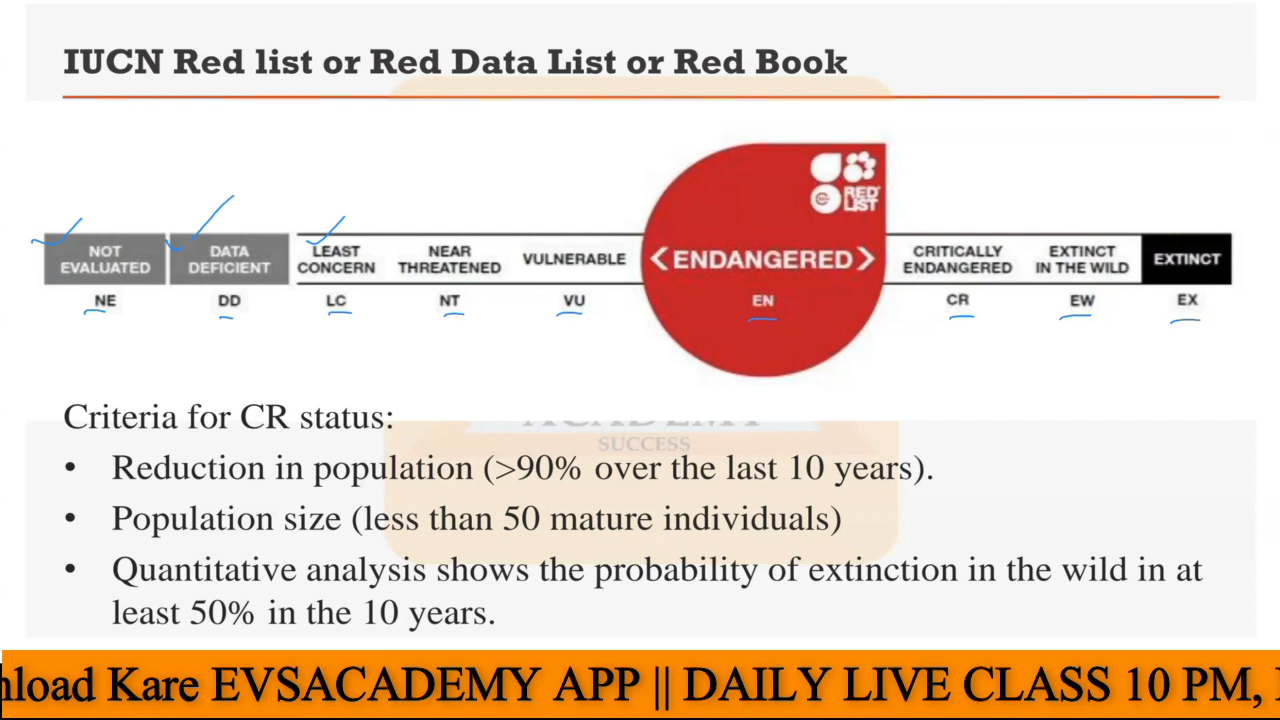 IUCN Red list or Red Data List or Red Book
RED
LIST
NOT
EVALUATED
DATA
DEFICIENT
LEAST
CONCERN
NEAR
THREATENED
VULNERABLE
<ENDANGERED>
CRITICALLY
ENDANGERED
EXTINCT
IN THE WILD
EXTINCT
NE
DD
LC
NT
VU
EN
CR
EW
EX
Criteria for CR status:
ACADEMY
SUCCESS
• Reduction in population (>90% over the last 10 years).
• Population size (less than 50 mature individuals)
• Quantitative analysis shows the probability of extinction in the wild in at
least 50% in the 10 years.
nload Kare EVSACADEMY APP || DAILY LIVE CLASS 10 PM,